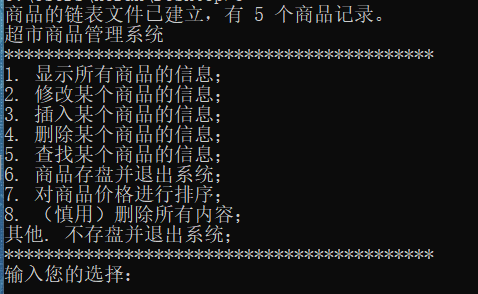 商品的链表文件已建立，有 5 个商品记录。
超市商品管理系统
*******************************************
1. 显示所有商品的信息；
2. 修改某个商品的信息；
3. 插入某个商品的信息；
4. 删除某个商品的信息；
5. 查找某个商品的信息；
6. 商品存盘并退出系统；
7. 对商品价格进行排序；
8. （慎用）删除所有内容；
其他. 不存盘并退出系统；
*******************************************
输入您的选择：